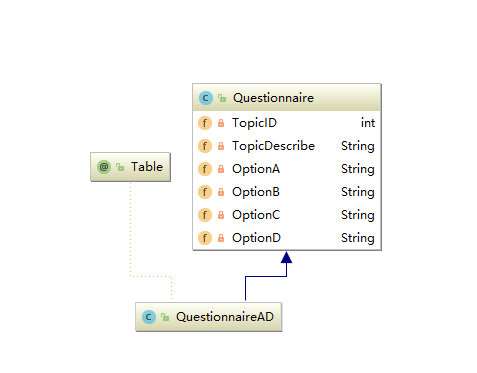 C Questionnaire
f TopicID int
f TopicDescribe String
f OptionA String
f OptionB String
f OptionC String
f OptionD String
@ Table
C QuestionnaireAD